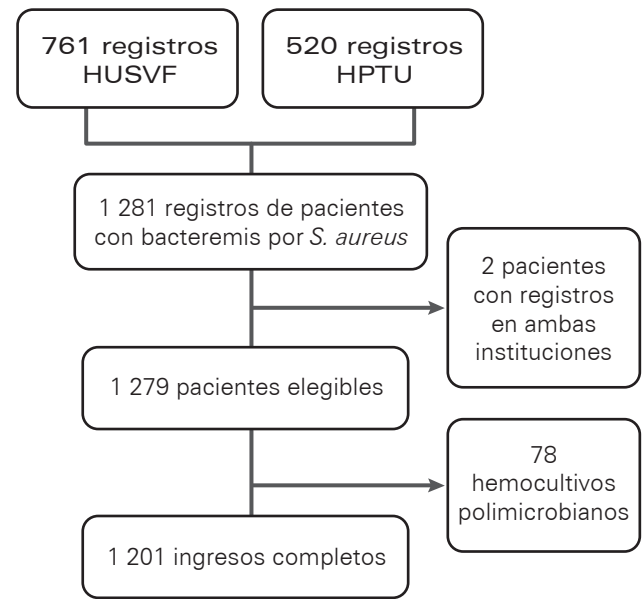 761 registros
HUSVF
520 registros
HPTU
1 281 registros de pacientes
con bacteremis por S. aureus
2 pacientes
con registros
en ambas
instituciones
1 279 pacientes elegibles
78
hemocultivos
polimicrobianos
1 201 ingresos completos